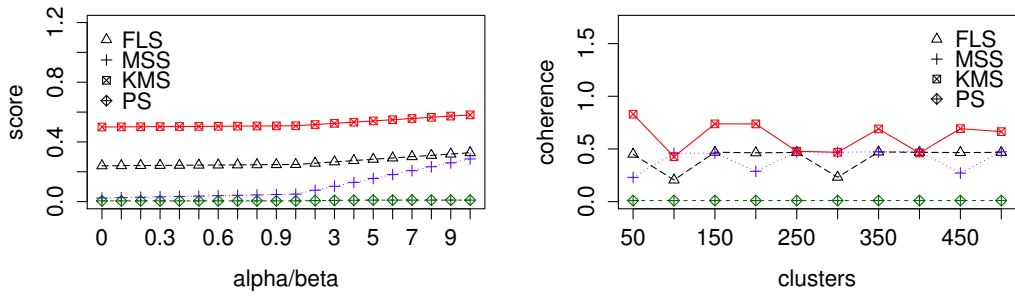 score
1.2
0.8
0.4
0.0
FLS
MSS
KMS
PS
0 0.3 0.6 0.9 3 5 7 9
alpha/beta
coherence
1.5
1.0
0.5
0.0
FLS
MSS
KMS
PS
50 150 250 350 450
clusters